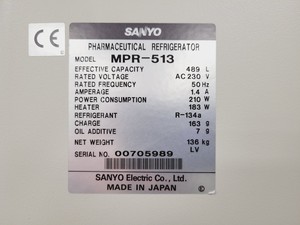 CE
SANYO
PHARMACEUTICAL REFRIGERATOR
MODEL MPR-513
EFFECTIVE CAPACITY 489 L
RATED VOLTAGE AC 230 V
RATED FREQUENCY 50 Hz
AMPERAGE 1.4 A
POWER CONSUMPTION 210 W
HEATER 183 W
REFRIGERANT R-134a
CHARGE 163 g
OIL ADDITIVE 7 g
NET WEIGHT 136 kg
LV
SERIAL NO. 00705989
SANYO Electric Co., Ltd.
MADE IN JAPAN ©